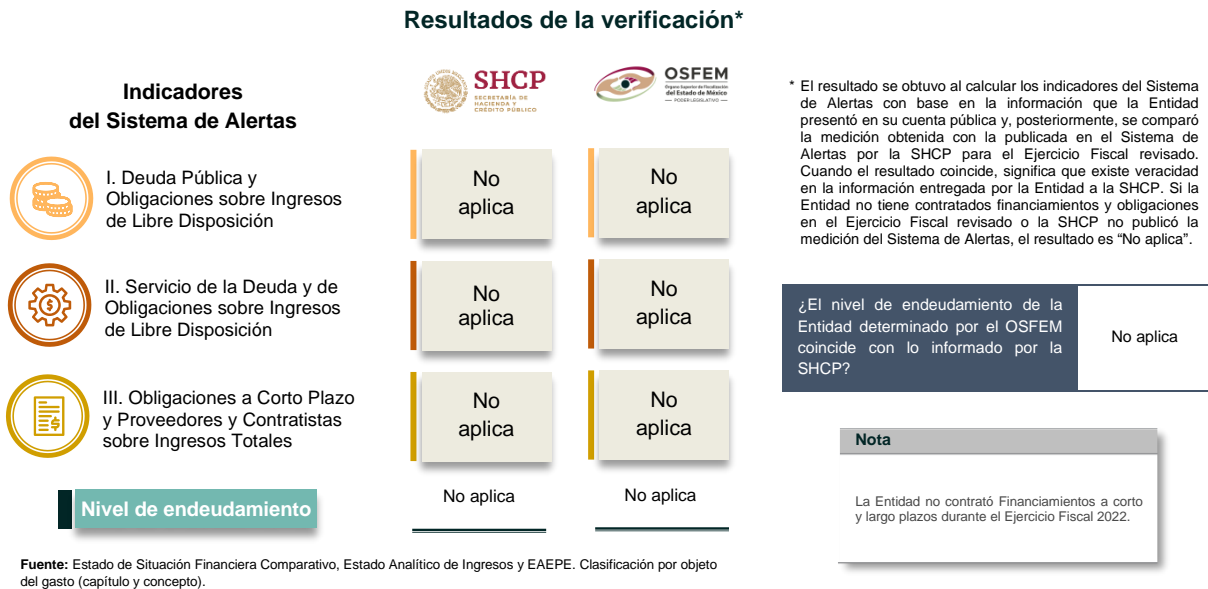 Resultados de la verificación*
Indicadores
del Sistema de Alertas
SHCP
SECRETARÍA DE
HACIENDA Y
CRÉDITO PÚBLICO
OSFEM
Órgano Superior de Fiscalización
del Estado de México
PODER LEGISLATIVO
I. Deuda Pública y
Obligaciones sobre Ingresos
de Libre Disposición
No
aplica
No
aplica
II. Servicio de la Deuda y de
Obligaciones sobre Ingresos
de Libre Disposición
No
aplica
No
aplica
III. Obligaciones a Corto Plazo
y Proveedores y Contratistas
sobre Ingresos Totales
No
aplica
No
aplica
Nivel de endeudamiento
No aplica
No aplica
* El resultado se obtuvo al calcular los indicadores del Sistema
de Alertas con base en la información que la Entidad
presentó en su cuenta pública y, posteriormente, se comparó
la medición obtenida con la publicada en el Sistema de
Alertas por la SHCP para el Ejercicio Fiscal revisado.
Cuando el resultado coincide, significa que existe veracidad
en la información entregada por la Entidad a la SHCP. Si la
Entidad no tiene contratados financiamientos y obligaciones
en el Ejercicio Fiscal revisado o la SHCP no publicó la
medición del Sistema de Alertas, el resultado es “No aplica”.
¿El nivel de endeudamiento de la
Entidad determinado por el OSFEM
coincide con lo informado por la
SHCP?
No aplica
Nota
La Entidad no contrató Financiamientos a corto
y largo plazos durante el Ejercicio Fiscal 2022.
Fuente: Estado de Situación Financiera Comparativo, Estado Analítico de Ingresos y EAEPE. Clasificación por objeto
del gasto (capítulo y concepto).